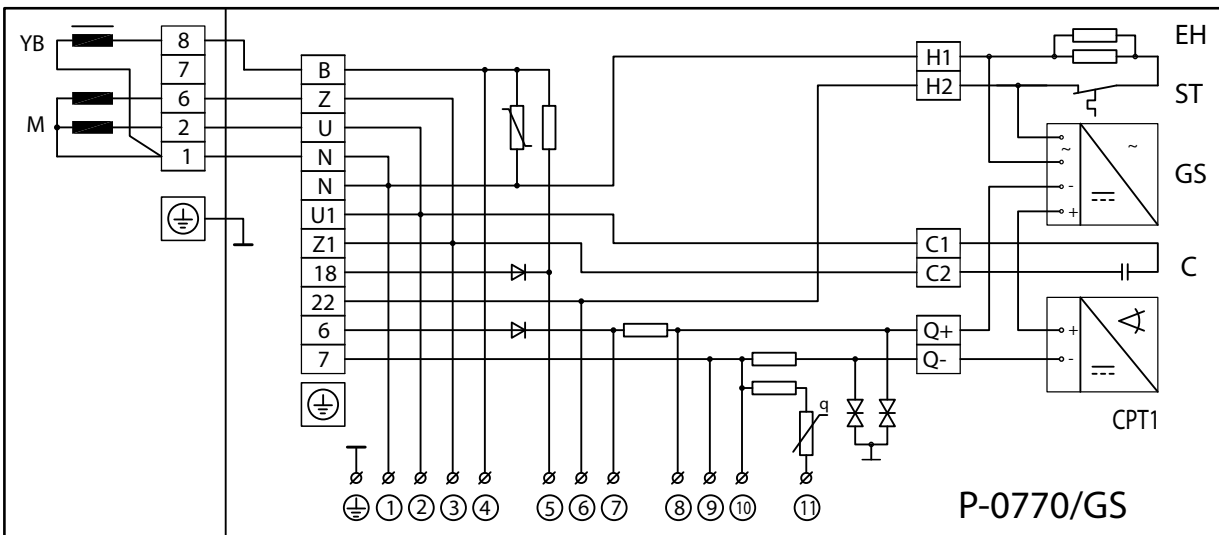 YB
8
7
6
M
2
1
B
Z
U
N
N
U1
Z1
18
22
6
7
H1
H2
C1
C2
Q+
Q-
EH
ST
~
~
-
+
GS
C
+
-
CPT1
q
1 2 3 4 5 6 7 8 9 10 11
P-0770/GS